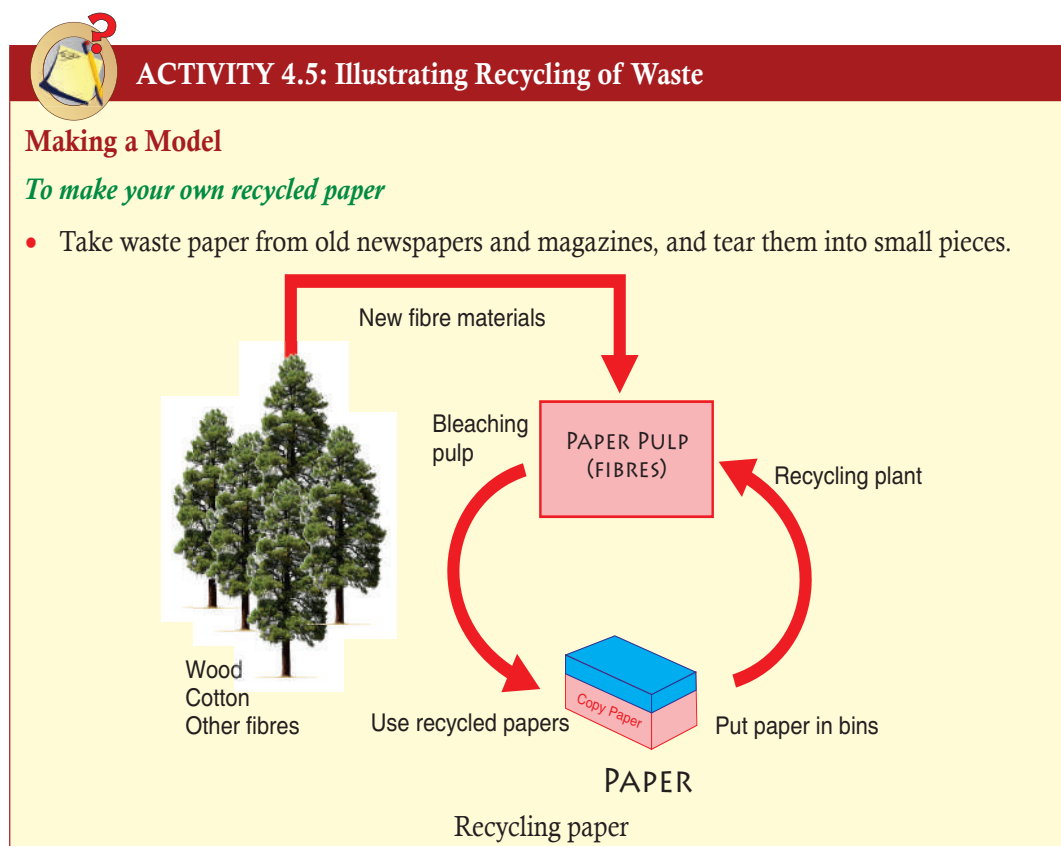 ACTIVITY 4.5: Illustrating Recycling of Waste
Making a Model
To make your own recycled paper
• Take waste paper from old newspapers and magazines, and tear them into small pieces.
New fibre materials
Bleaching
pulp
PAPER PULP
(FIBRES)
Recycling plant
Wood
Cotton
Other fibres
Use recycled papers
Copy Paper
Put paper in bins
PAPER
Recycling paper